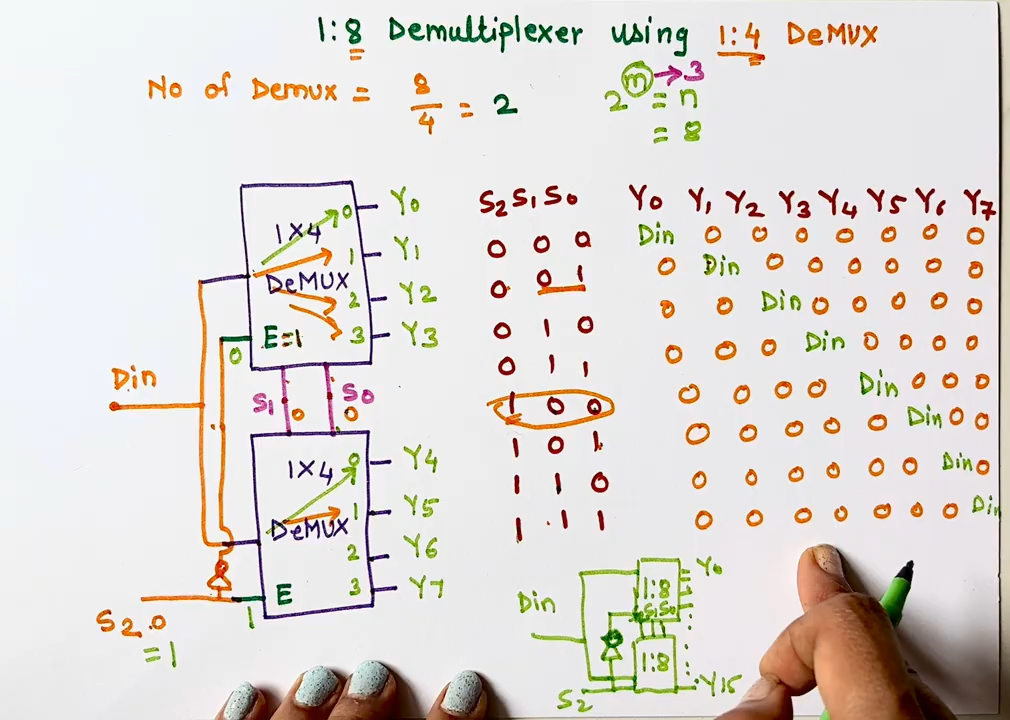 1:8 Demultiplexer using 1:4 DeMUX
No of Demux = 8/4 = 2
2^m = n
m → 3
= 8
1X4
DeMUX
E=1
0
1
2
3
Y0
Y1
Y2
Y3
0
Din
S1 0 S0 0
1X4
DeMUX
E
0
1
2
3
Y4
Y5
Y6
Y7
S2=0
=1
1
S2 S1 S0 Y0 Y1 Y2 Y3 Y4 Y5 Y6 Y7
0 0 0 Din 0 0 0 0 0 0 0
0 0 1 0 Din 0 0 0 0 0 0
0 1 0 0 0 Din 0 0 0 0 0
0 1 1 0 0 0 Din 0 0 0 0
1 0 0 0 0 0 0 Din 0 0 0
1 0 1 0 0 0 0 0 Din 0 0
1 1 0 0 0 0 0 0 0 Din 0
1 1 1 0 0 0 0 0 0 0 Din
Din
1:8
S1 S0
Y0
1:8
S2
Y15